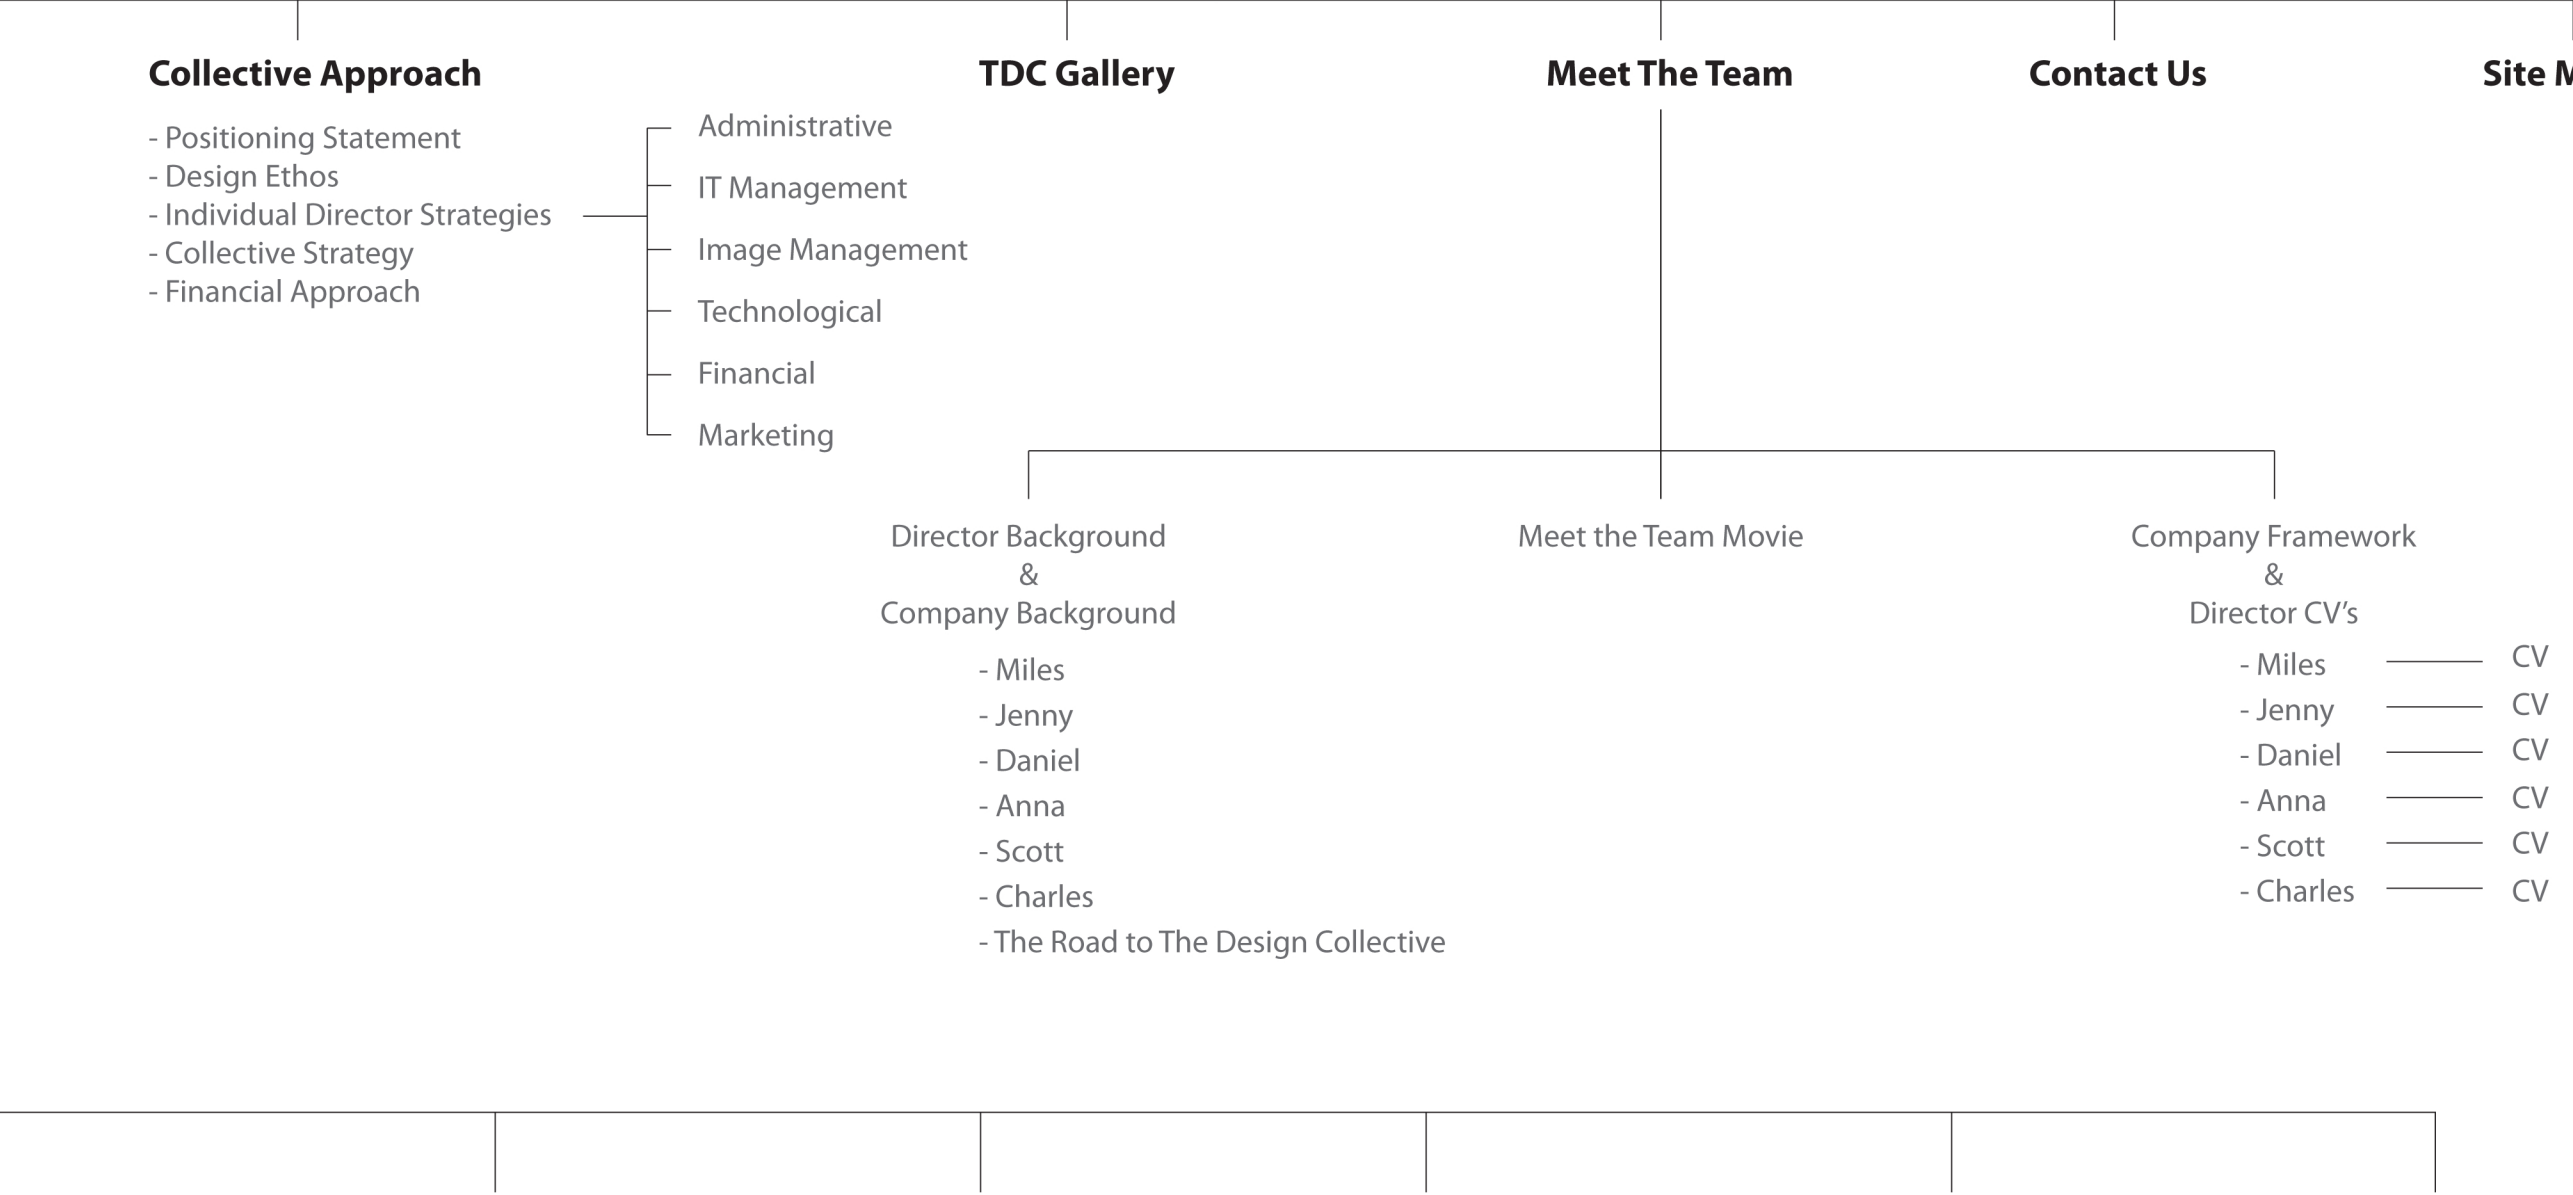 Collective Approach
- Positioning Statement
- Design Ethos
- Individual Director Strategies
- Collective Strategy
- Financial Approach
Administrative
IT Management
Image Management
Technological
Financial
Marketing
TDC Gallery
Meet The Team
Director Background
&
Company Background
- Miles
- Jenny
- Daniel
- Anna
- Scott
- Charles
- The Road to The Design Collective
Meet the Team Movie
Company Framework
&
Director CV’s
- Miles CV
- Jenny CV
- Daniel CV
- Anna CV
- Scott CV
- Charles CV
Contact Us
Site